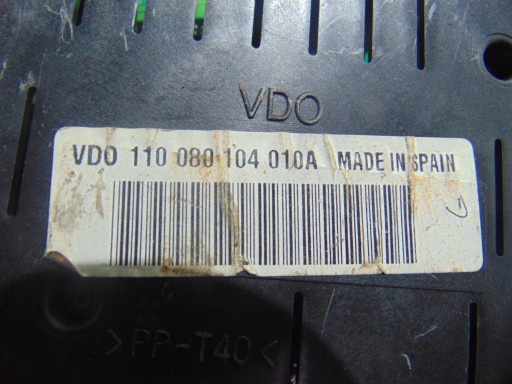 VDO
VDO 110 080 104 010A MADE IN SPAIN
>PP-T40<